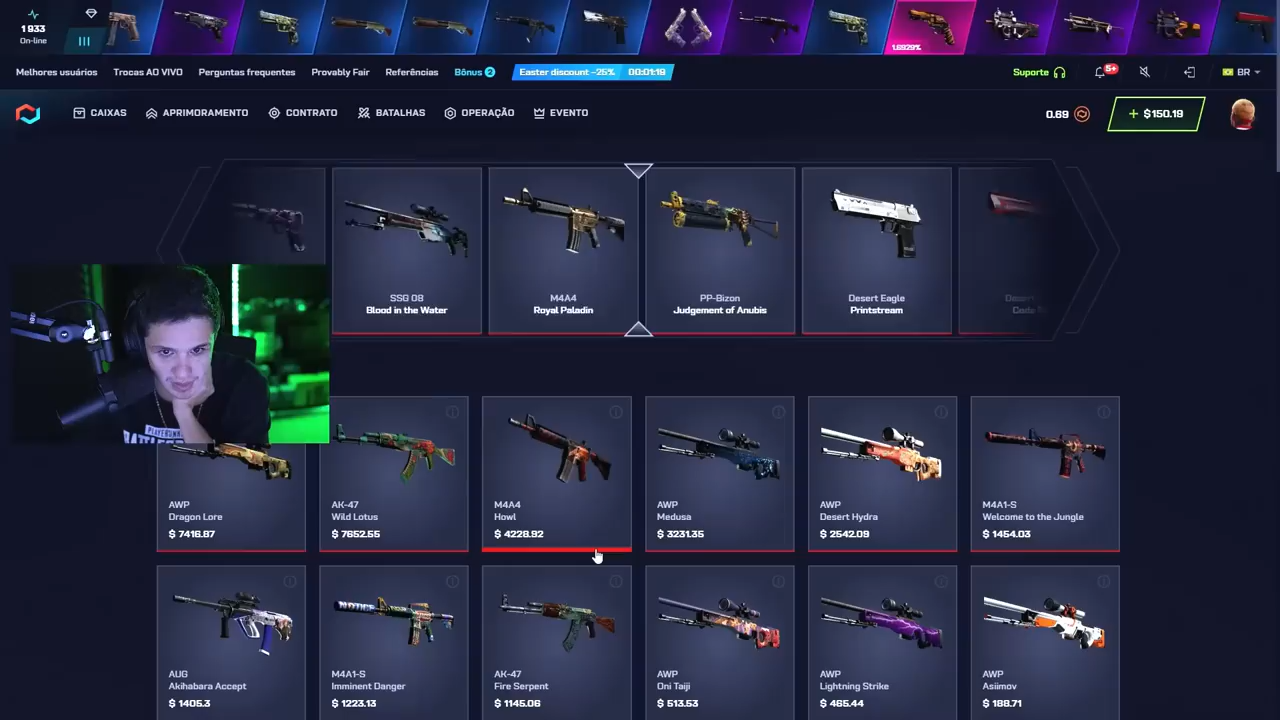 1 933
On-line
1.6929%
Melhores usuários Trocas AO VIVO Perguntas frequentes Provably Fair Referências Bônus 2 Easter discount -25% 00:01:19 Suporte 5+ BR
CAIXAS APRIMORAMENTO CONTRATO BATALHAS OPERAÇÃO EVENTO 0.69 + $150.19
SSG 08
Blood in the Water
M4A4
Royal Paladin
PP-Bizon
Judgement of Anubis
Desert Eagle
Printstream
AWP
Dragon Lore
$ 7416.87
AK-47
Wild Lotus
$ 7652.55
M4A4
Howl
$ 4228.92
AWP
Medusa
$ 3231.35
AWP
Desert Hydra
$ 2542.09
M4A1-S
Welcome to the Jungle
$ 1454.03
AUG
Akihabara Accept
$ 1405.3
M4A1-S
Imminent Danger
$ 1223.13
AK-47
Fire Serpent
$ 1145.06
AWP
Oni Taiji
$ 513.53
AWP
Lightning Strike
$ 465.44
AWP
Asiimov
$ 188.71